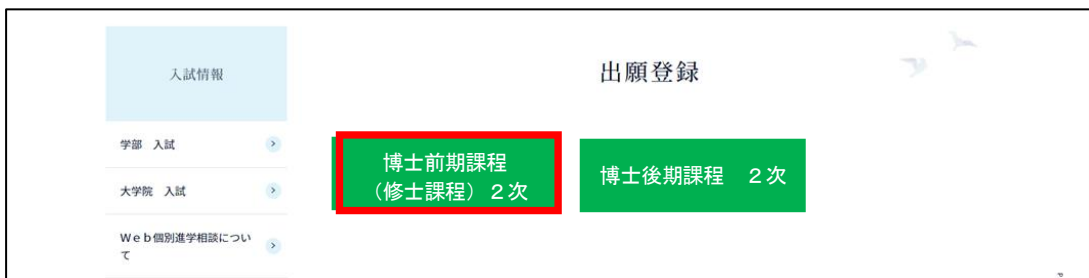 入試情報
出願登録
学部 入試
大学院 入試
Ｗｅｂ個別進学相談につい
て
博士前期課程
（修士課程）２次
博士後期課程　２次